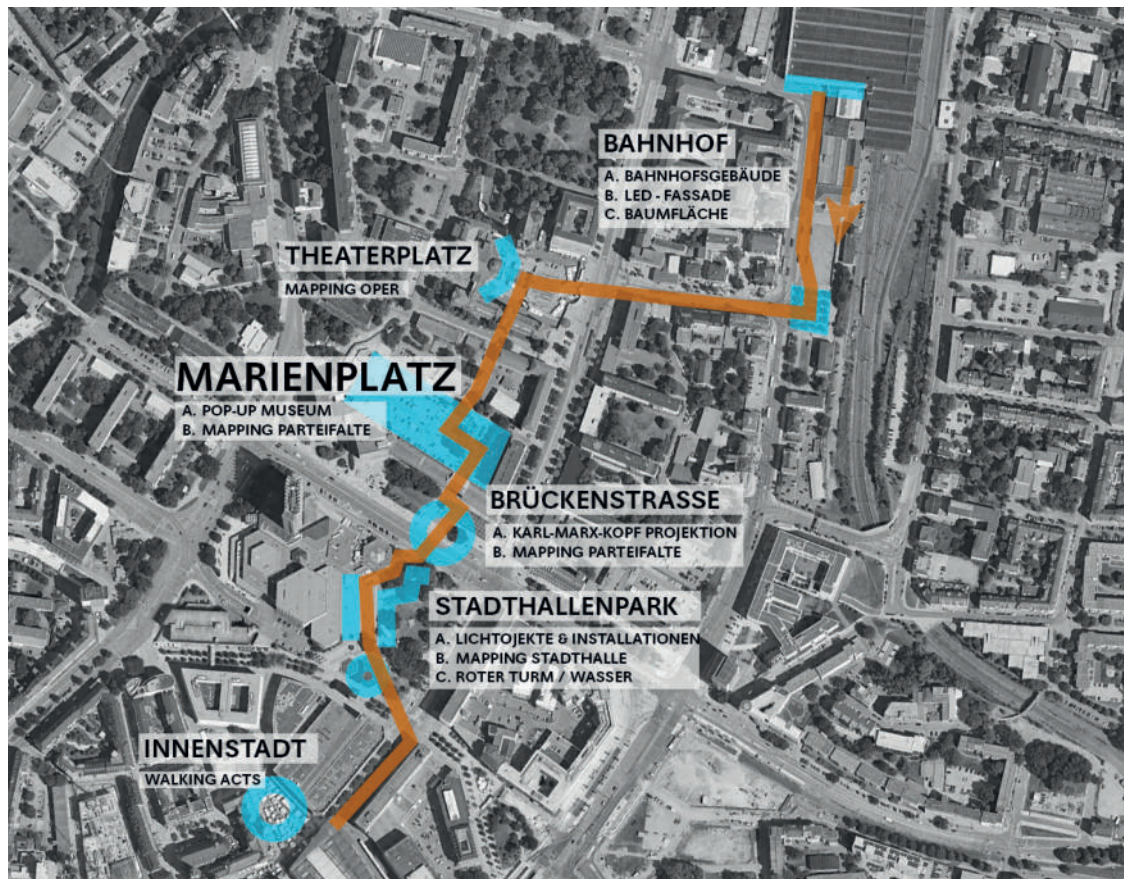 BAHNHOF
A. BAHNHOFSGEBÄUDE
B. LED - FASSADE
C. BAUMFLÄCHE
THEATERPLATZ
MAPPING OPER
MARIENPLATZ
A. POP-UP MUSEUM
B. MAPPING PARTEIFALTE
BRÜCKENSTRASSE
A. KARL-MARX-KOPF PROJEKTION
B. MAPPING PARTEIFALTE
STADTHALLENPARK
A. LICHTOJEKTE & INSTALLATIONEN
B. MAPPING STADTHALLE
C. ROTER TURM / WASSER
INNENSTADT
WALKING ACTS